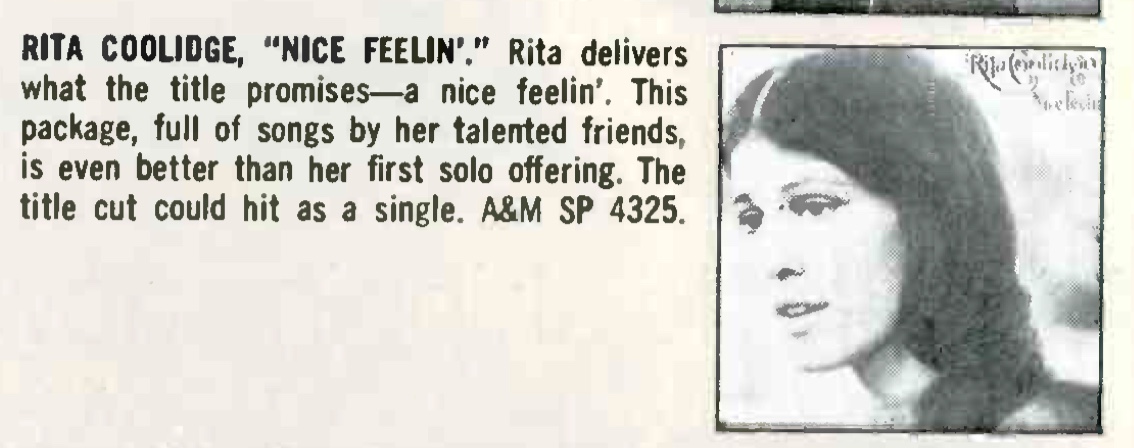 RITA COOLIDGE, “NICE FEELIN’.” Rita delivers
what the title promises—a nice feelin’. This
package, full of songs by her talented friends,
is even better than her first solo offering. The
title cut could hit as a single. A&M SP 4325.
Rita Coolidge